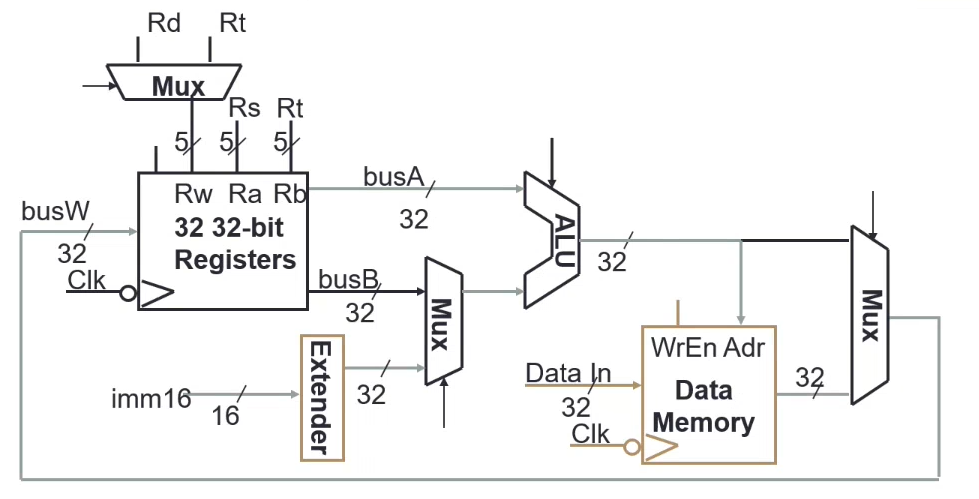 Rd Rt
Mux
Rs Rt
5 5 5
busW
32
Clk
Rw Ra Rb
32 32-bit
Registers
busA
32
busB
32
imm16
16
Extender
32
Mux
ALU
32
WrEn Adr
Data
Memory
Data In
32
Clk
32
Mux